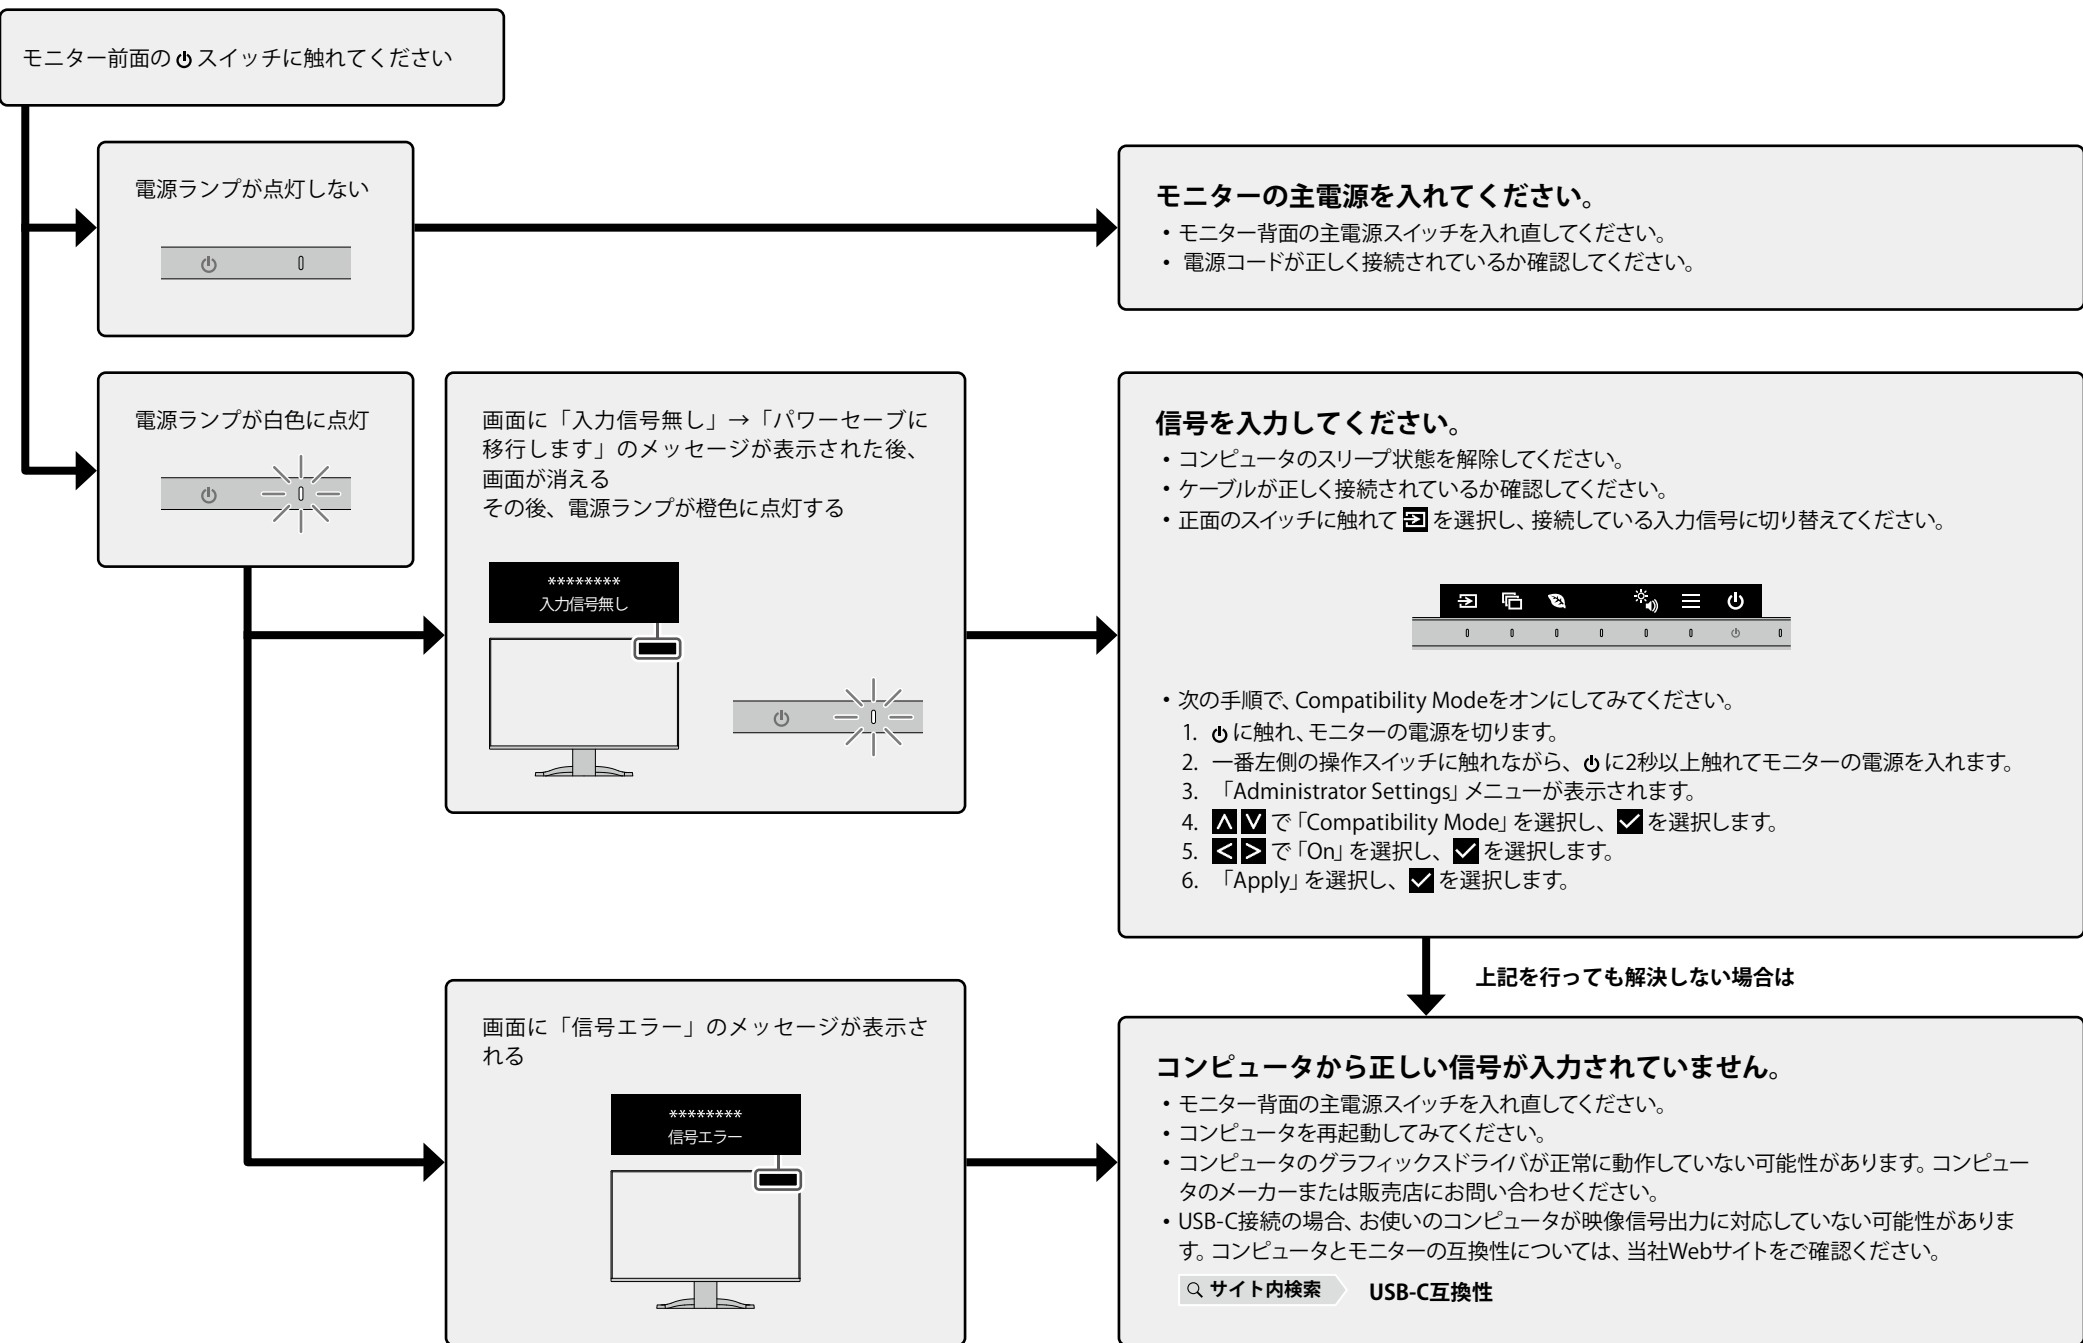 モニター前面の⏻スイッチに触れてください
電源ランプが点灯しない
モニターの主電源を入れてください。
・モニター背面の主電源スイッチを入れ直してください。
・電源コードが正しく接続されているか確認してください。
電源ランプが白色に点灯
画面に「入力信号無し」→「パワーセーブに
移行します」のメッセージが表示された後、
画面が消える
その後、電源ランプが橙色に点灯する
********
入力信号無し
信号を入力してください。
・コンピュータのスリープ状態を解除してください。
・ケーブルが正しく接続されているか確認してください。
・正面のスイッチに触れて を選択し、接続している入力信号に切り替えてください。
・次の手順で、Compatibility Modeをオンにしてみてください。
1. ⏻に触れ、モニターの電源を切ります。
2. 一番左側の操作スイッチに触れながら、⏻に2秒以上触れてモニターの電源を入れます。
3. 「Administrator Settings」メニューが表示されます。
4. ∧ ∨ で「Compatibility Mode」を選択し、✓を選択します。
5. < > で「On」を選択し、✓を選択します。
6. 「Apply」を選択し、✓を選択します。
上記を行っても解決しない場合は
画面に「信号エラー」のメッセージが表示さ
れる
********
信号エラー
コンピュータから正しい信号が入力されていません。
・モニター背面の主電源スイッチを入れ直してください。
・コンピュータを再起動してみてください。
・コンピュータのグラフィックスドライバが正常に動作していない可能性があります。コンピュー
タのメーカーまたは販売店にお問い合わせください。
・USB-C接続の場合、お使いのコンピュータが映像信号出力に対応していない可能性がありま
す。コンピュータとモニターの互換性については、当社Webサイトをご確認ください。
サイト内検索 USB-C互換性